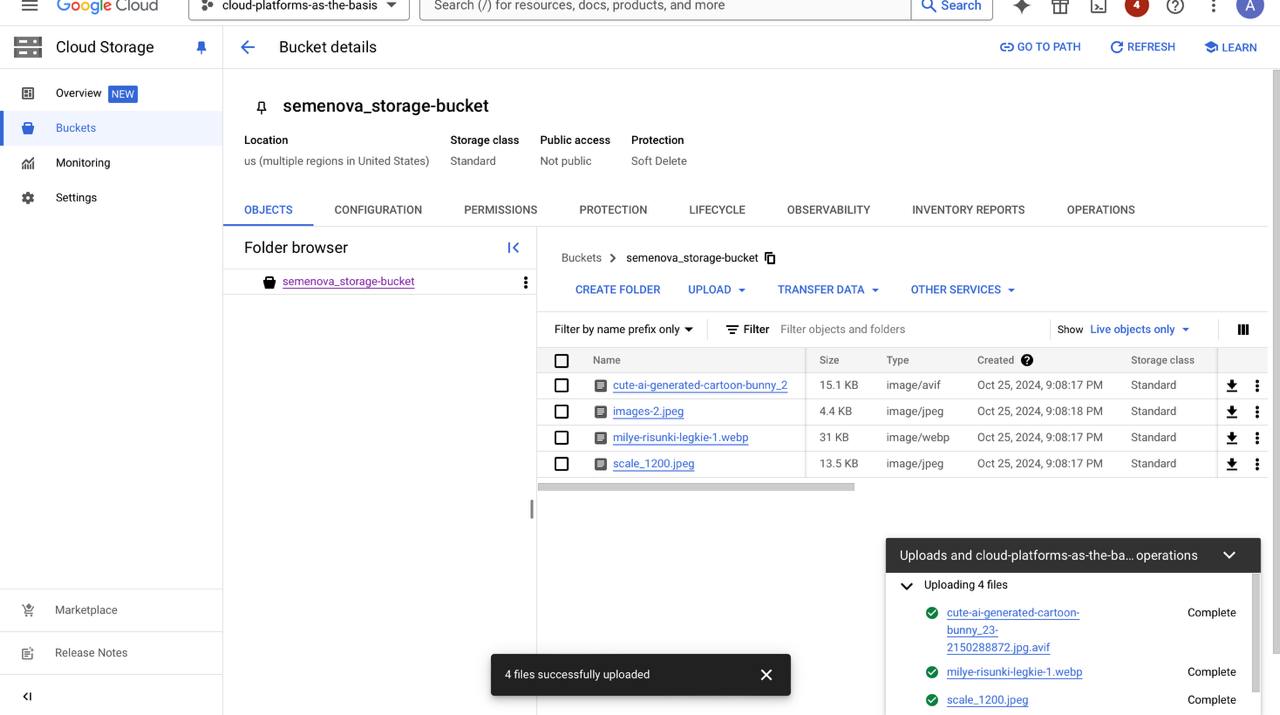 Google Cloud
cloud-platforms-as-the-basis
Search (/) for resources, docs, products, and more
Search
4
A
Cloud Storage
Bucket details
GO TO PATH
REFRESH
LEARN
Overview NEW
Buckets
Monitoring
Settings
Marketplace
Release Notes
semenova_storage-bucket
Location Storage class Public access Protection
us (multiple regions in United States) Standard Not public Soft Delete
OBJECTS CONFIGURATION PERMISSIONS PROTECTION LIFECYCLE OBSERVABILITY INVENTORY REPORTS OPERATIONS
Folder browser
semenova_storage-bucket
Buckets > semenova_storage-bucket
CREATE FOLDER UPLOAD TRANSFER DATA OTHER SERVICES
Filter by name prefix only Filter Filter objects and folders Show Live objects only
Name Size Type Created Storage class
cute-ai-generated-cartoon-bunny_2 15.1 KB image/avif Oct 25, 2024, 9:08:17 PM Standard
images-2.jpeg 4.4 KB image/jpeg Oct 25, 2024, 9:08:18 PM Standard
milye-risunki-legkie-1.webp 31 KB image/webp Oct 25, 2024, 9:08:17 PM Standard
scale_1200.jpeg 13.5 KB image/jpeg Oct 25, 2024, 9:08:17 PM Standard
Uploads and cloud-platforms-as-the-ba... operations
Uploading 4 files
cute-ai-generated-cartoon- Complete
bunny_23-
2150288872.jpg.avif
milye-risunki-legkie-1.webp Complete
scale_1200.jpeg Complete
4 files successfully uploaded